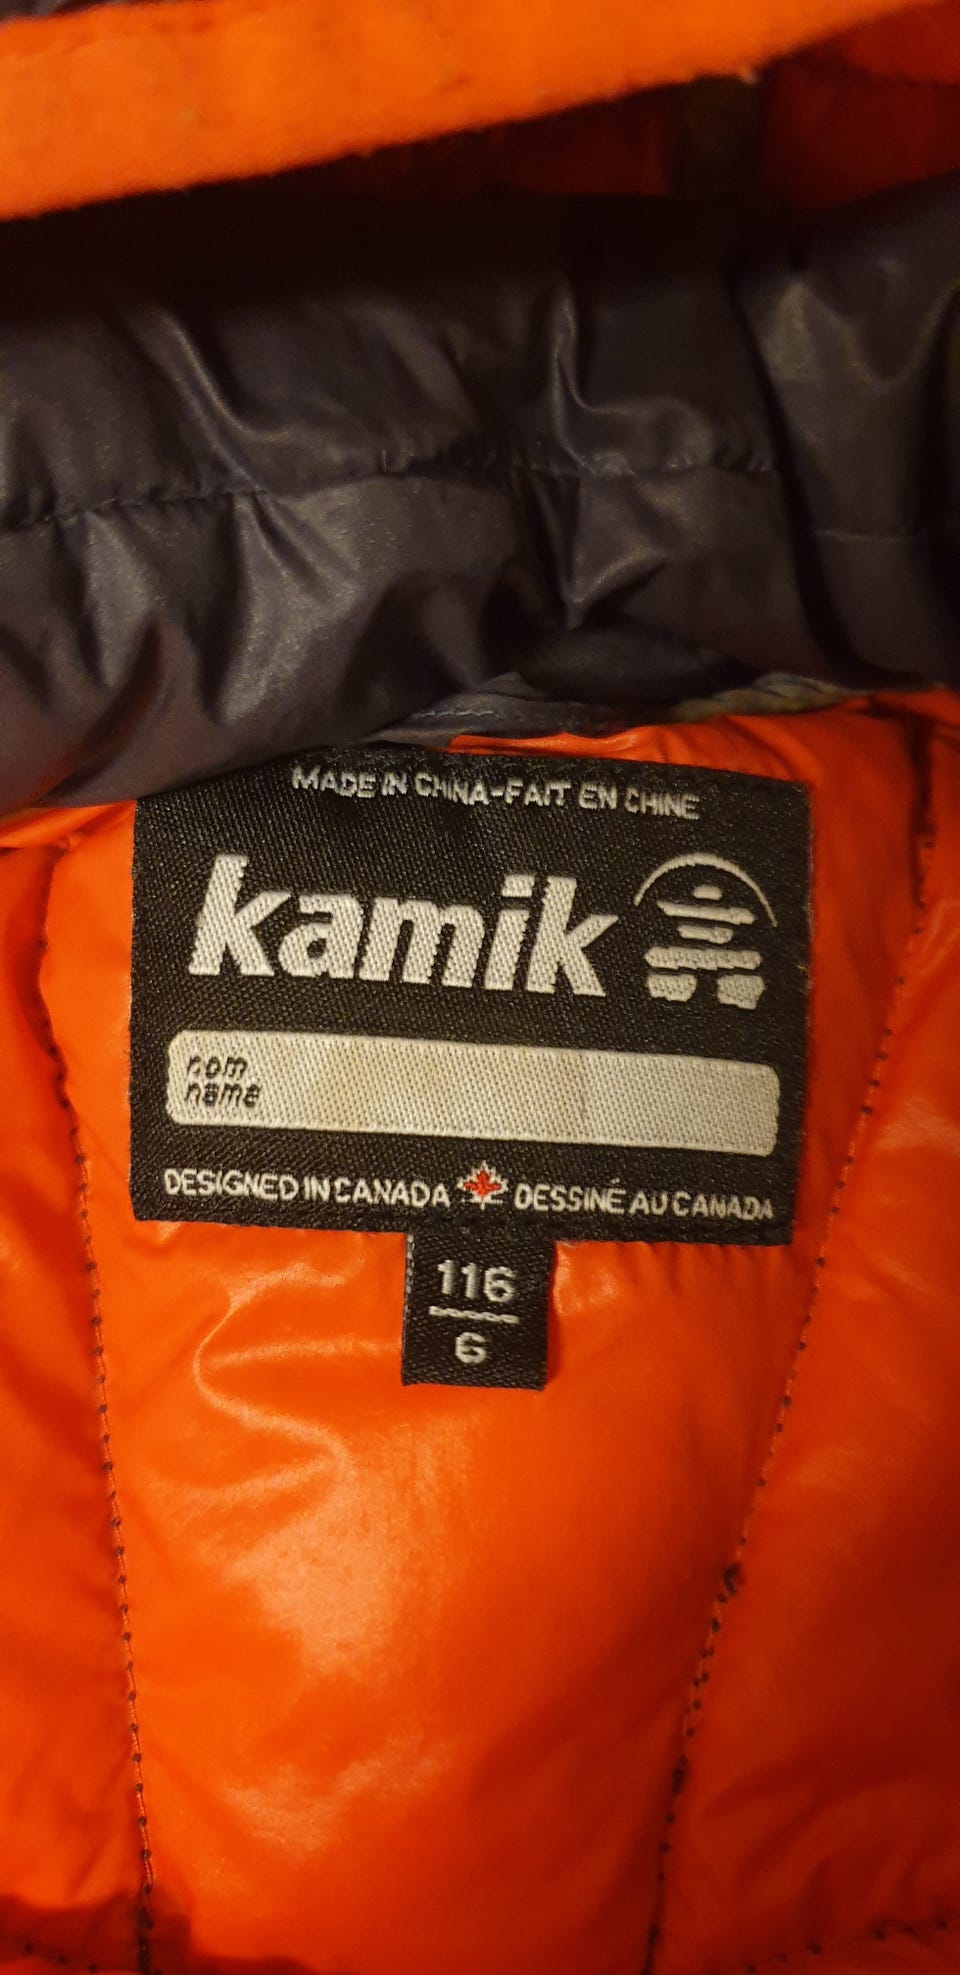 MADE IN CHINA-FAIT EN CHINE
kamik
nom
name
DESIGNED IN CANADA DESSINÉ AU CANADA
116
6